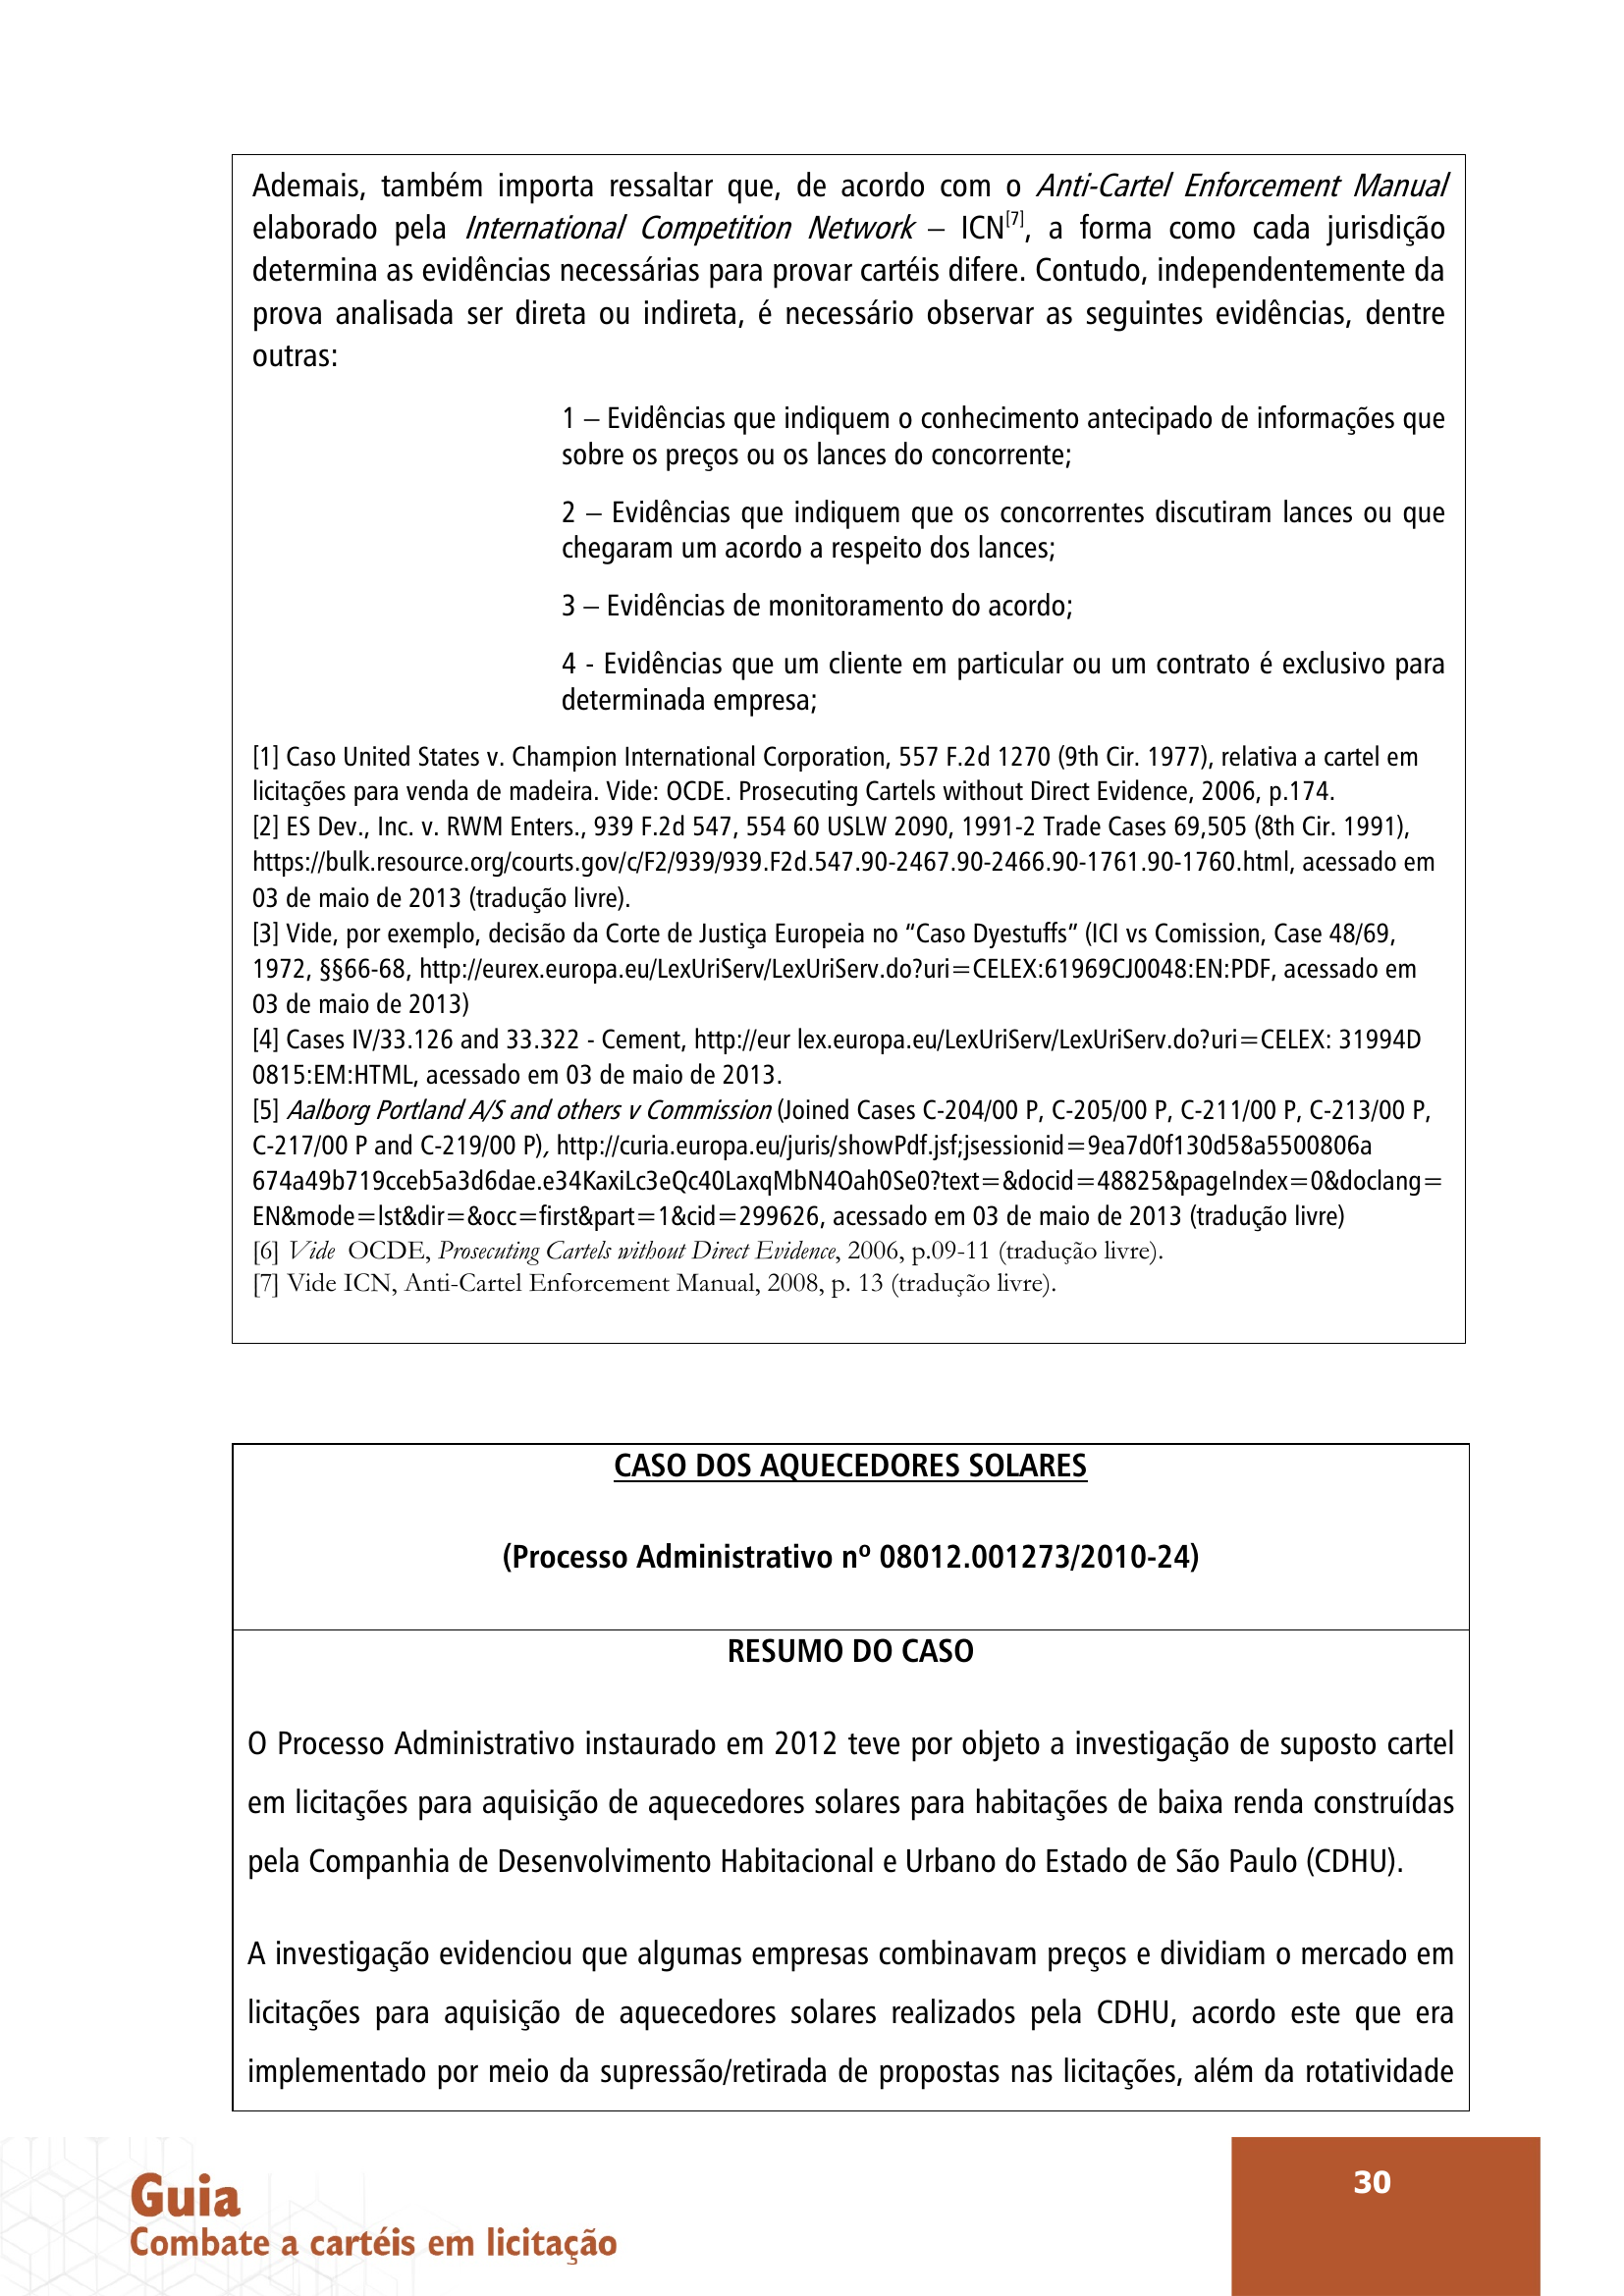 Ademais, também importa ressaltar que, de acordo com o Anti-Cartel Enforcement Manual
elaborado pela International Competition Network – ICN[7], a forma como cada jurisdição
determina as evidências necessárias para provar cartéis difere. Contudo, independentemente da
prova analisada ser direta ou indireta, é necessário observar as seguintes evidências, dentre
outras:
1 – Evidências que indiquem o conhecimento antecipado de informações que
sobre os preços ou os lances do concorrente;
2 – Evidências que indiquem que os concorrentes discutiram lances ou que
chegaram um acordo a respeito dos lances;
3 – Evidências de monitoramento do acordo;
4 - Evidências que um cliente em particular ou um contrato é exclusivo para
determinada empresa;
[1] Caso United States v. Champion International Corporation, 557 F.2d 1270 (9th Cir. 1977), relativa a cartel em
licitações para venda de madeira. Vide: OCDE. Prosecuting Cartels without Direct Evidence, 2006, p.174.
[2] ES Dev., Inc. v. RWM Enters., 939 F.2d 547, 554 60 USLW 2090, 1991-2 Trade Cases 69,505 (8th Cir. 1991),
https://bulk.resource.org/courts.gov/c/F2/939/939.F2d.547.90-2467.90-2466.90-1761.90-1760.html, acessado em
03 de maio de 2013 (tradução livre).
[3] Vide, por exemplo, decisão da Corte de Justiça Europeia no “Caso Dyestuffs” (ICI vs Comission, Case 48/69,
1972, §§66-68, http://eurex.europa.eu/LexUriServ/LexUriServ.do?uri=CELEX:61969CJ0048:EN:PDF, acessado em
03 de maio de 2013)
[4] Cases IV/33.126 and 33.322 - Cement, http://eur lex.europa.eu/LexUriServ/LexUriServ.do?uri=CELEX: 31994D
0815:EM:HTML, acessado em 03 de maio de 2013.
[5] Aalborg Portland A/S and others v Commission (Joined Cases C-204/00 P, C-205/00 P, C-211/00 P, C-213/00 P,
C-217/00 P and C-219/00 P), http://curia.europa.eu/juris/showPdf.jsf;jsessionid=9ea7d0f130d58a5500806a
674a49b719cceb5a3d6dae.e34KaxiLc3eQc40LaxqMbN4Oah0Se0?text=&docid=48825&pageIndex=0&doclang=
EN&mode=lst&dir=&occ=first&part=1&cid=299626, acessado em 03 de maio de 2013 (tradução livre)
[6] Vide OCDE, Prosecuting Cartels without Direct Evidence, 2006, p.09-11 (tradução livre).
[7] Vide ICN, Anti-Cartel Enforcement Manual, 2008, p. 13 (tradução livre).
CASO DOS AQUECEDORES SOLARES
(Processo Administrativo nº 08012.001273/2010-24)
RESUMO DO CASO
O Processo Administrativo instaurado em 2012 teve por objeto a investigação de suposto cartel
em licitações para aquisição de aquecedores solares para habitações de baixa renda construídas
pela Companhia de Desenvolvimento Habitacional e Urbano do Estado de São Paulo (CDHU).
A investigação evidenciou que algumas empresas combinavam preços e dividiam o mercado em
licitações para aquisição de aquecedores solares realizados pela CDHU, acordo este que era
implementado por meio da supressão/retirada de propostas nas licitações, além da rotatividade
Guia
Combate a cartéis em licitação
30